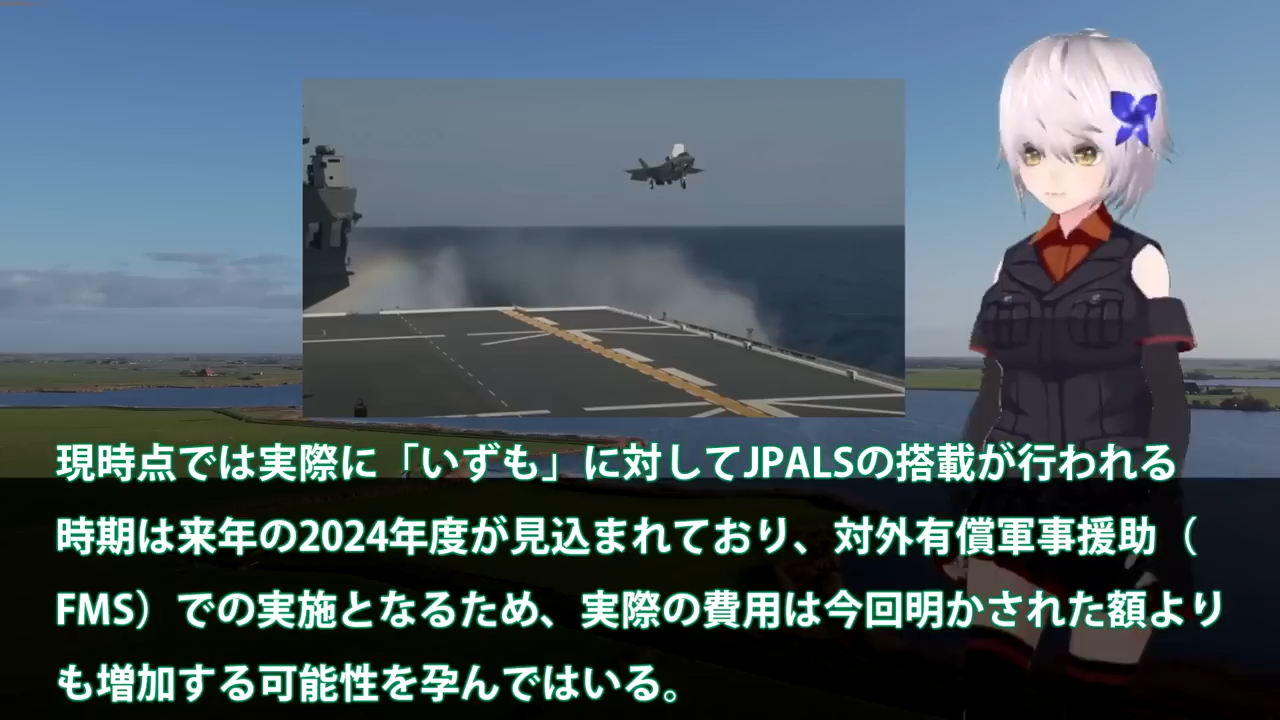 現時点では実際に「いずも」に対してJPALSの搭載が行われる
時期は来年の2024年度が見込まれており、対外有償軍事援助（
FMS）での実施となるため、実際の費用は今回明かされた額より
も増加する可能性を孕んではいる。